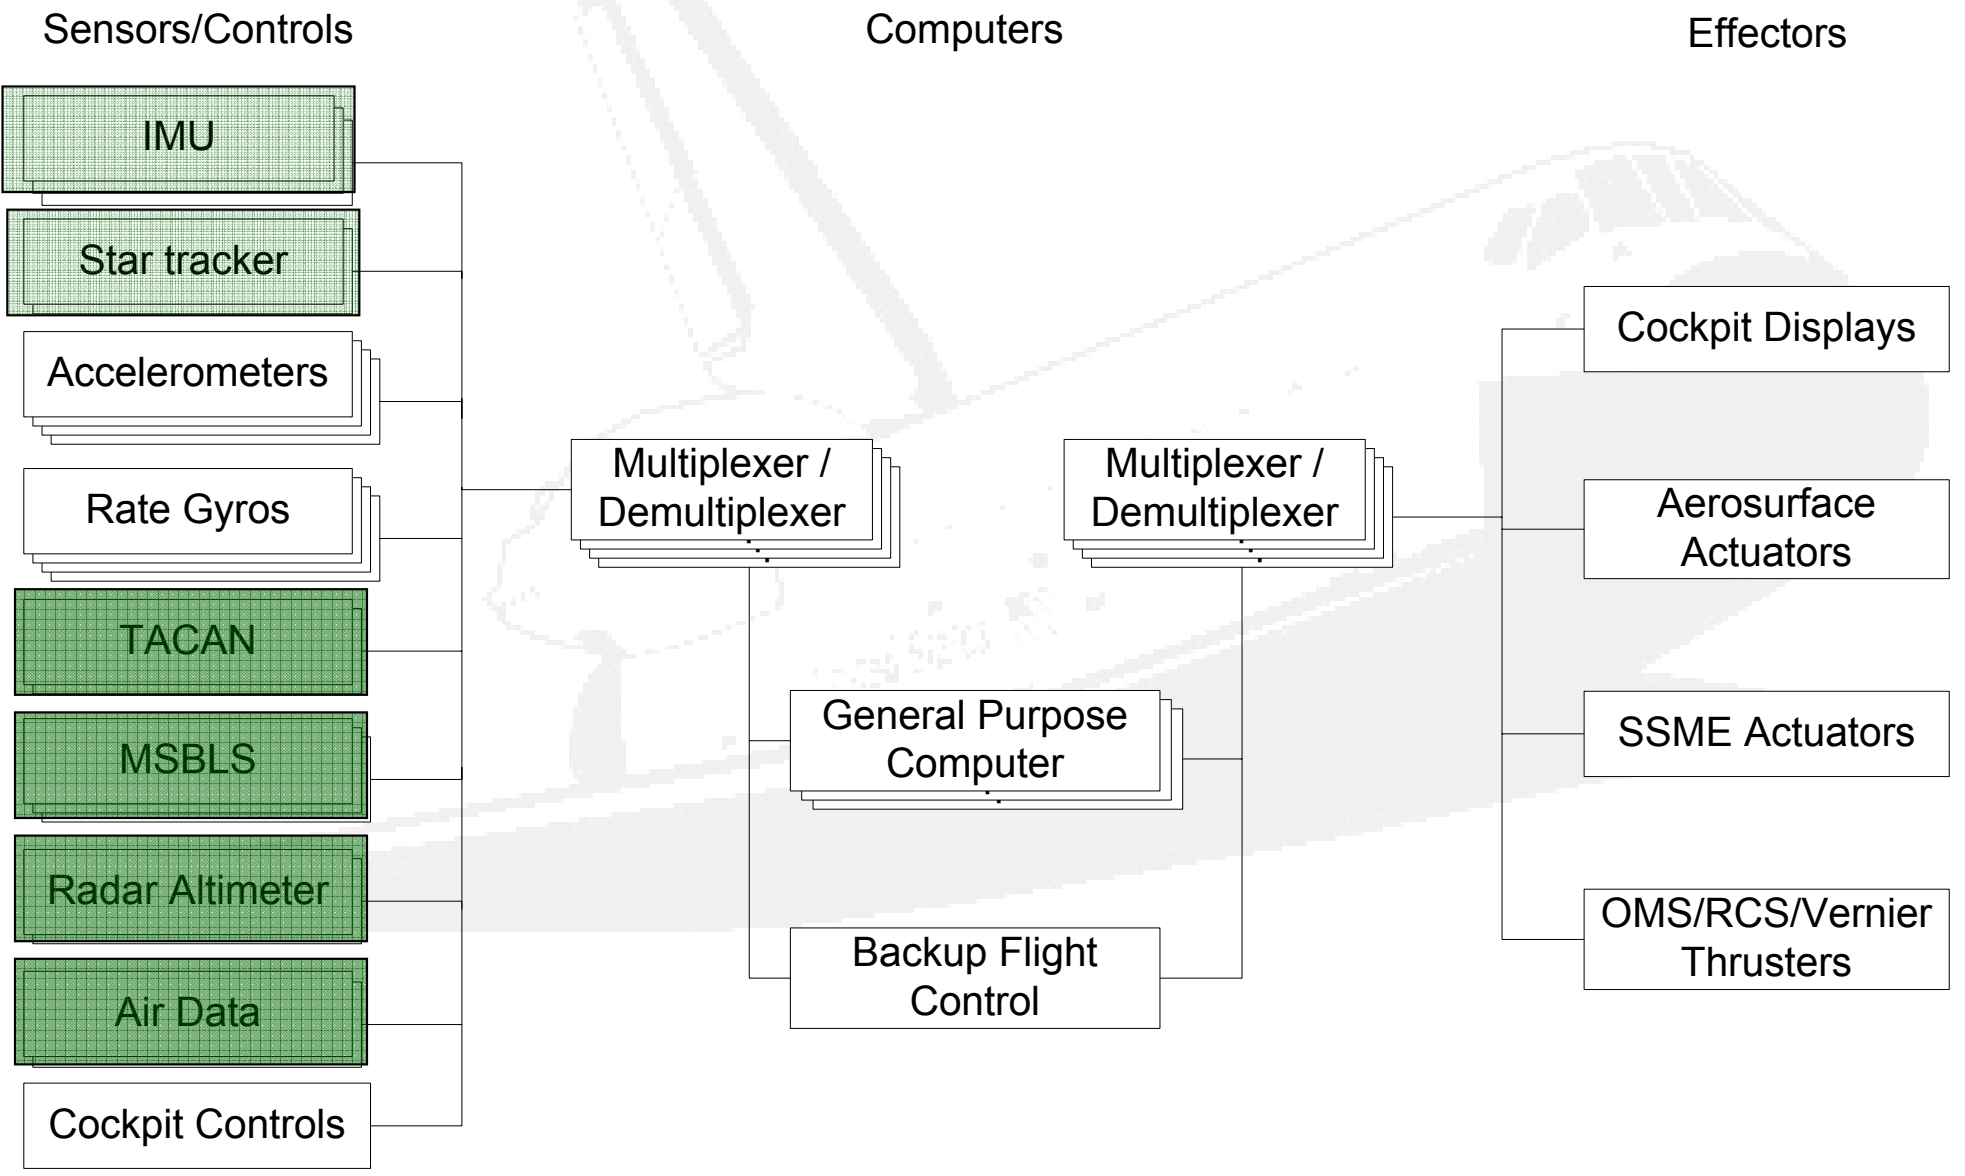 Sensors/Controls
Computers
Effectors
IMU
Star tracker
Accelerometers
Rate Gyros
TACAN
MSBLS
Radar Altimeter
Air Data
Cockpit Controls
Multiplexer /
Demultiplexer
Multiplexer /
Demultiplexer
General Purpose
Computer
Backup Flight
Control
Cockpit Displays
Aerosurface
Actuators
SSME Actuators
OMS/RCS/Vernier
Thrusters